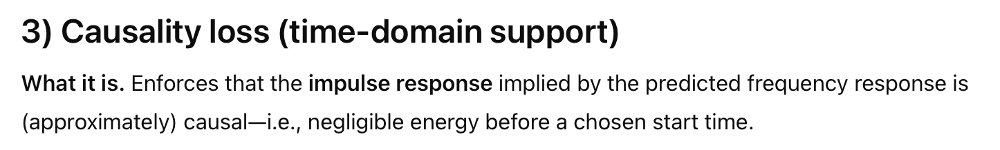 3) Causality loss (time-domain support)
What it is. Enforces that the impulse response implied by the predicted frequency response is
(approximately) causal—i.e., negligible energy before a chosen start time.